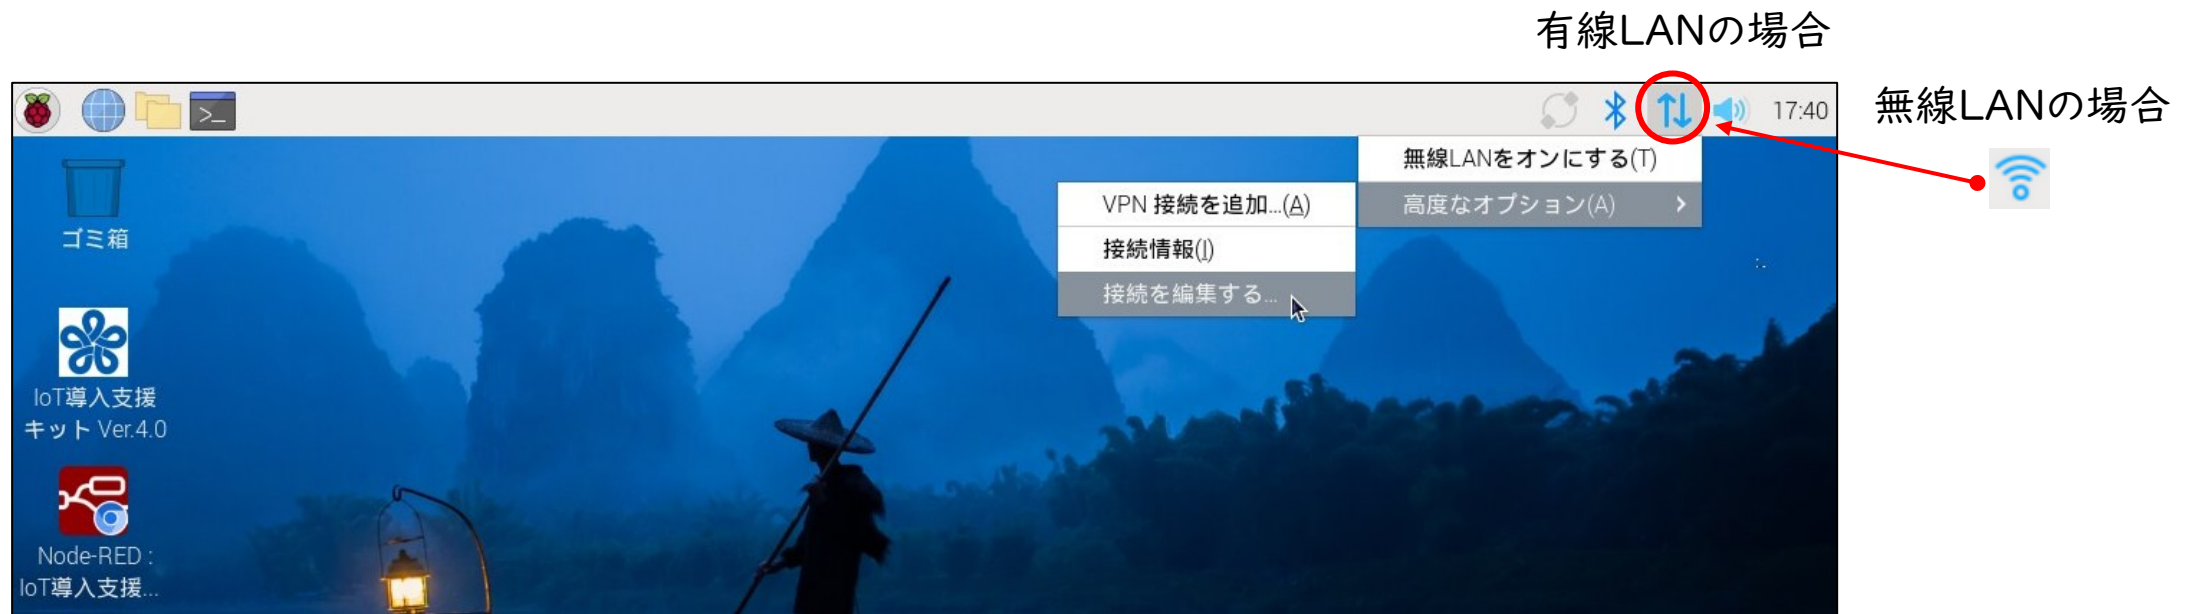 有線LANの場合
無線LANの場合
>_
17:40
無線LANをオンにする(T)
高度なオプション(A)
VPN 接続を追加...(A)
接続情報(I)
接続を編集する...
ゴミ箱
IoT導入支援
キット Ver.4.0
Node-RED :
IoT導入支援...